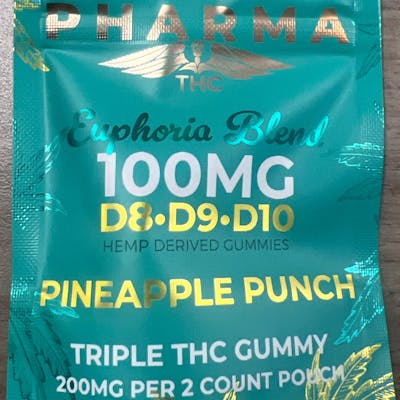 PHARMA
THC
Euphoria Blend
100MG
D8•D9•D10
HEMP DERIVED GUMMIES
PINEAPPLE PUNCH
TRIPLE THC GUMMY
200MG PER 2 COUNT POUCH